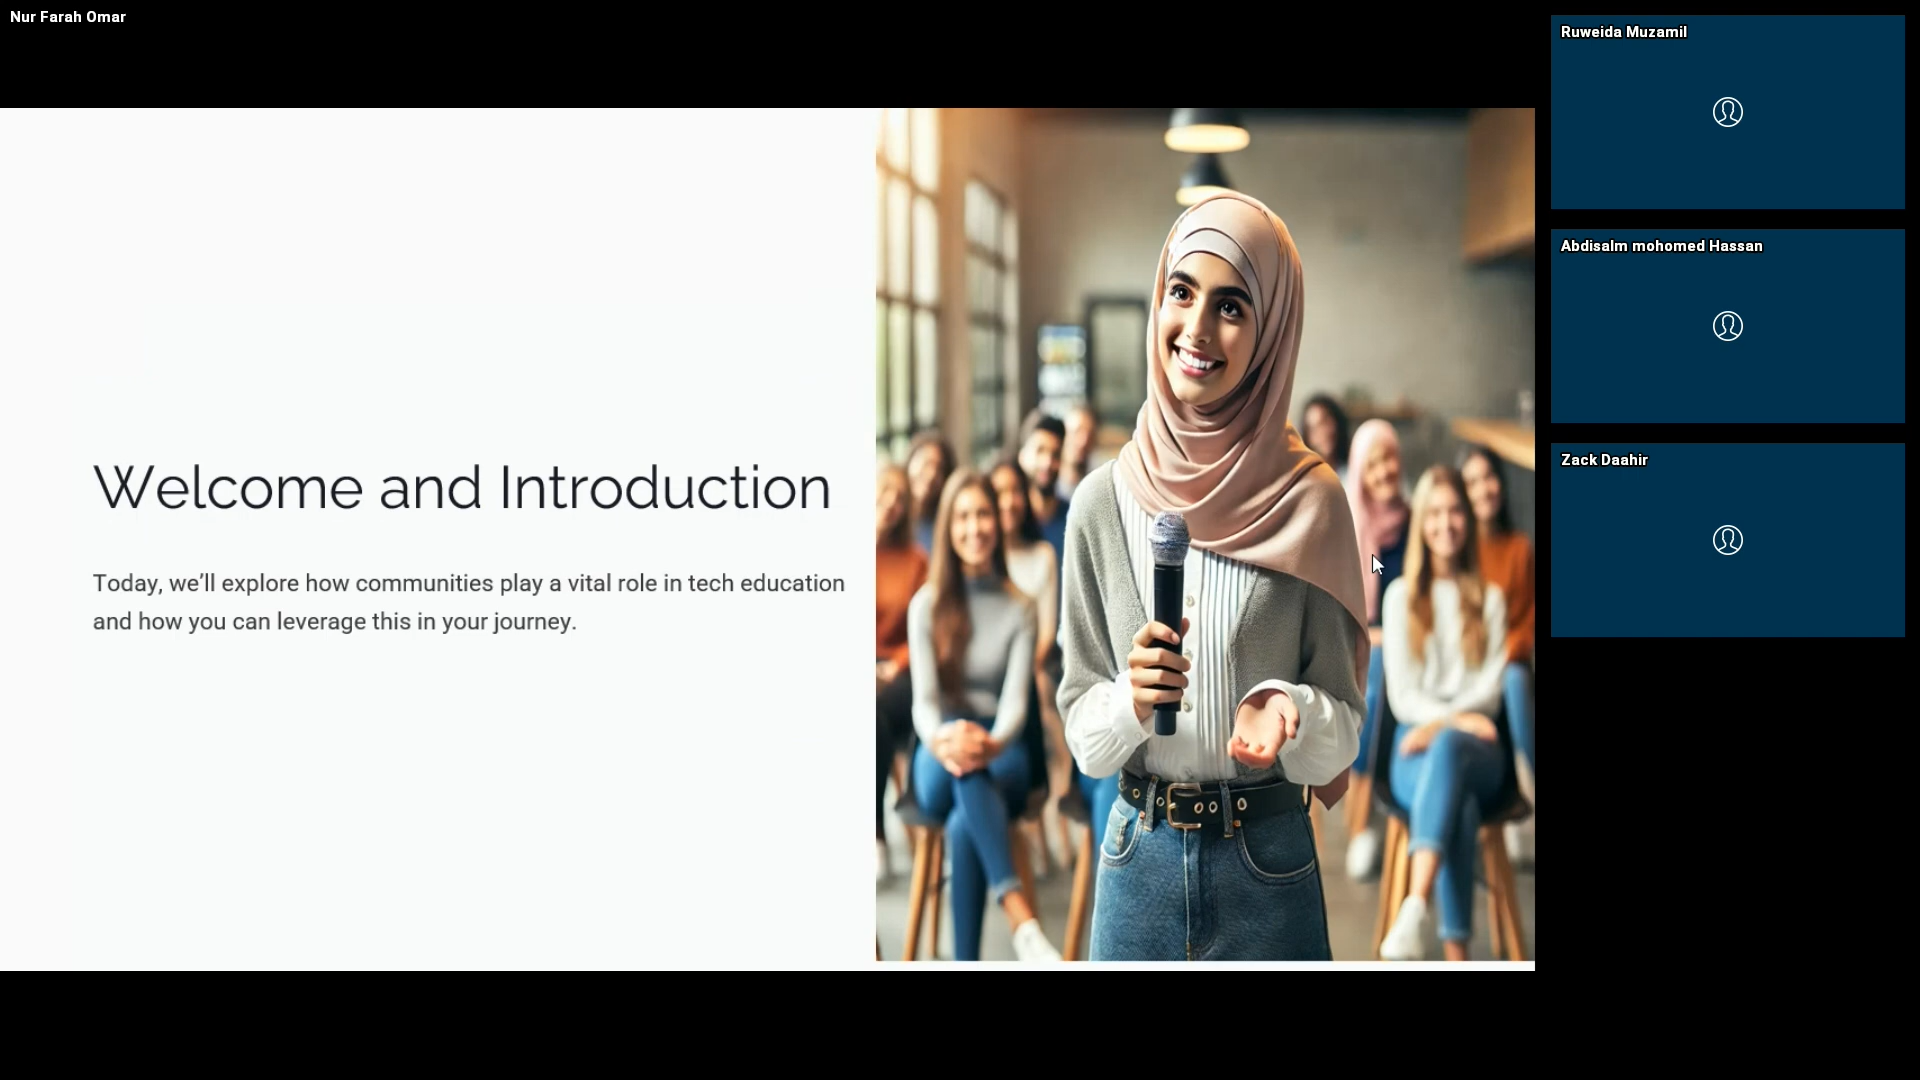 Nur Farah Omar
Welcome and Introduction
Today, we’ll explore how communities play a vital role in tech education
and how you can leverage this in your journey.
Ruweida Muzamil
Abdisalm mohomed Hassan
Zack Daahir